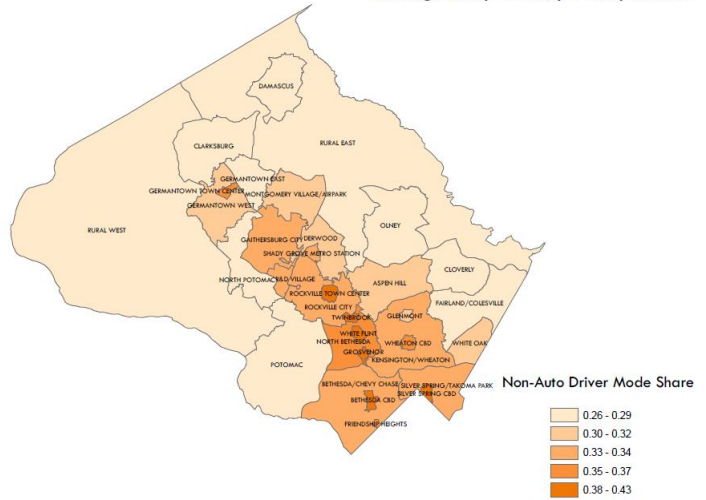 DAMASCUS
CLARKSBURG
RURAL EAST
GERMANTOWN EAST
GERMANTOWN TOWN CENTER
MONTGOMERY VILLAGE/AIRPARK
GERMANTOWN WEST
RURAL WEST
OLNEY
GAITHERSBURG CITY
DERWOOD
SHADY GROVE METRO STATION
CLOVERLY
NORTH POTOMAC
R&D VILLAGE
ASPEN HILL
FAIRLAND/COLESVILLE
ROCKVILLE TOWN CENTER
ROCKVILLE CITY
TWINBROOK
GLENMONT
WHITE FLINT
NORTH BETHESDA
WHEATON CBD
WHITE OAK
GROSVENOR
KENSINGTON/WHEATON
POTOMAC
BETHESDA/CHEVY CHASE
SILVER SPRING/TAKOMA PARK
SILVER SPRING CBD
BETHESDA CBD
FRIENDSHIP HEIGHTS
Non-Auto Driver Mode Share
0.26 - 0.29
0.30 - 0.32
0.33 - 0.34
0.35 - 0.37
0.38 - 0.43